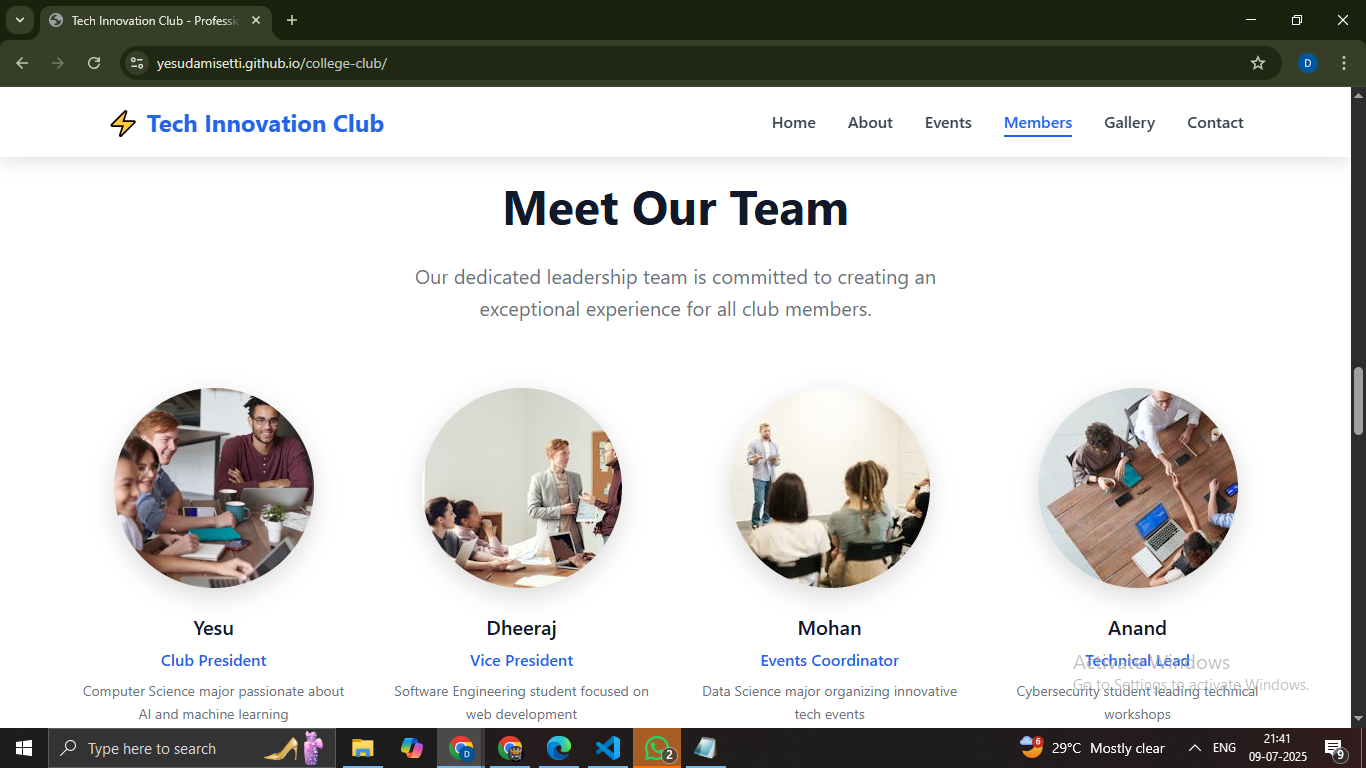 Tech Innovation Club - Professi
yesudamisetti.github.io/college-club/
D
Tech Innovation Club
Home
About
Events
Members
Gallery
Contact
Meet Our Team
Our dedicated leadership team is committed to creating an
exceptional experience for all club members.
Yesu
Club President
Computer Science major passionate about
AI and machine learning
Dheeraj
Vice President
Software Engineering student focused on
web development
Mohan
Events Coordinator
Data Science major organizing innovative
tech events
Anand
Technical Lead
Cybersecurity student leading technical
workshops
Activate Windows
Go to Settings to activate Windows.
Type here to search
D
2
6
29°C Mostly clear
ENG
21:41
09-07-2025
9